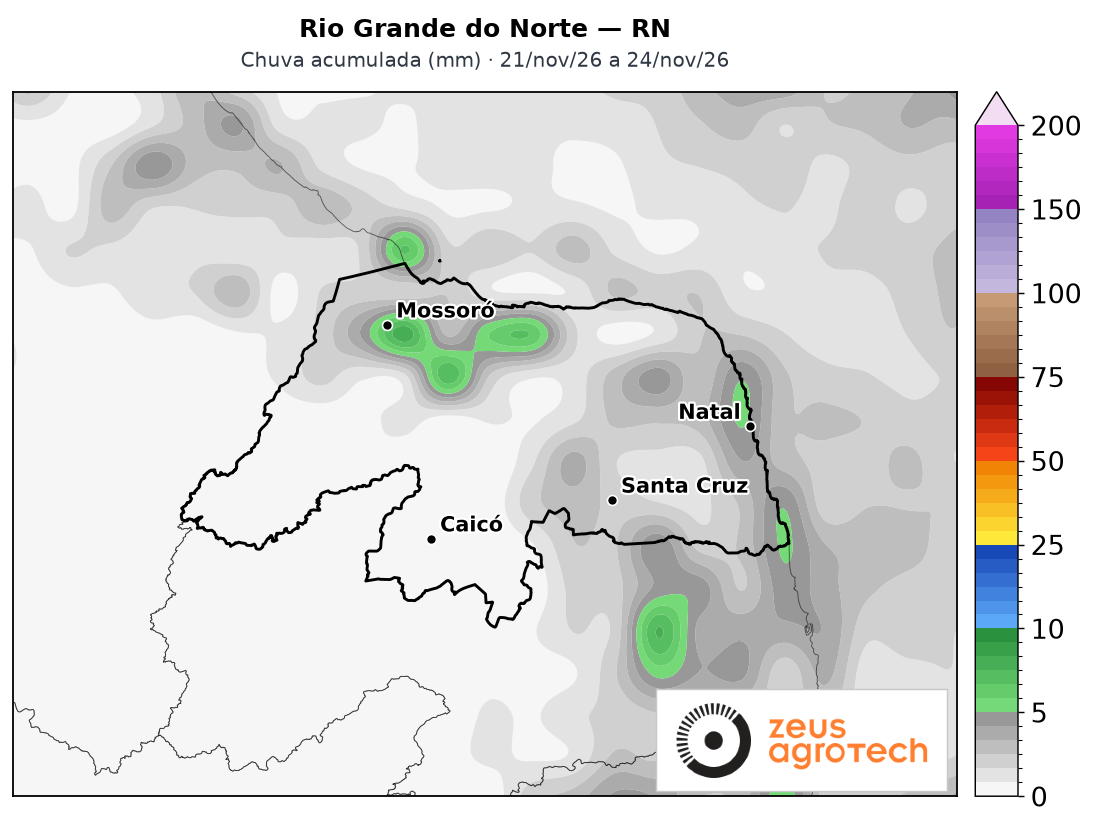 Rio Grande do Norte — RN
Chuva acumulada (mm) · 21/nov/26 a 24/nov/26
200
150
100
75
50
25
10
5
0
Mossoró
Natal
Santa Cruz
Caicó
zeus
agrotech